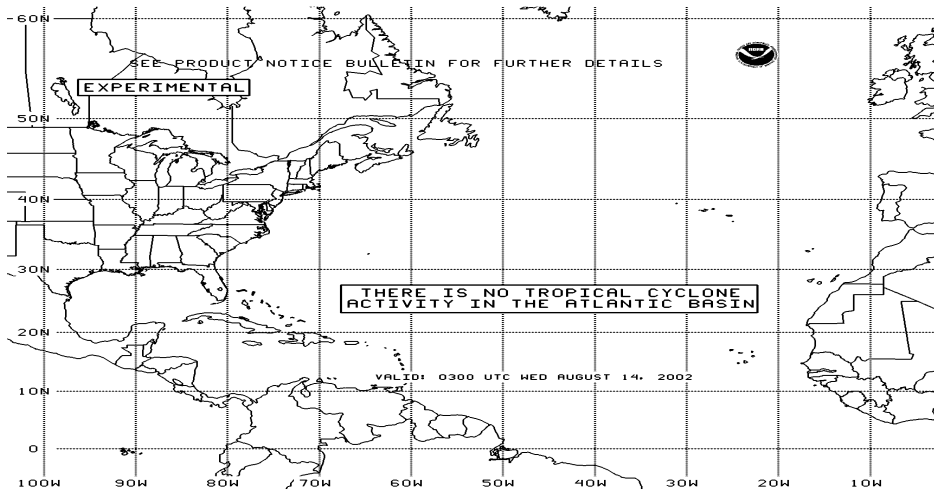 60N
SEE PRODUCT NOTICE BULLETIN FOR FURTHER DETAILS
NOAA
EXPERIMENTAL
50N
40N
30N
THERE IS NO TROPICAL CYCLONE
ACTIVITY IN THE ATLANTIC BASIN
20N
VALID: 0300 UTC WED AUGUST 14, 2002
10N
0
100W 90W 80W 70W 60W 50W 40W 30W 20W 10W